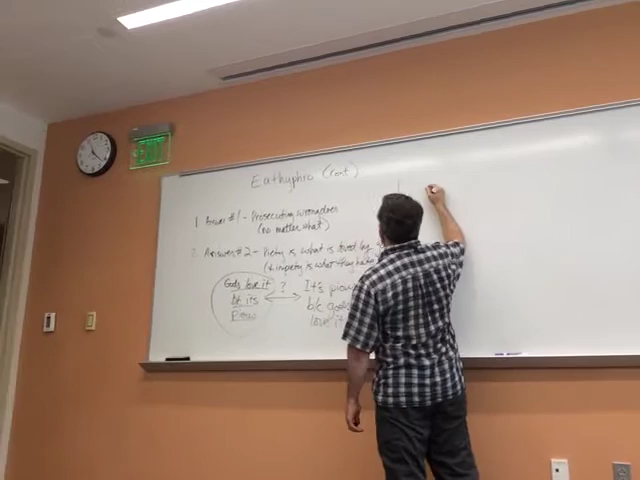 EXIT
Euthyphro (cont)
1 Answer #1 - Prosecuting wrongdoers
(no matter what)
2. Answer #2 - Piety is what is loved by
(& impiety is what they hate
Gods love it
b/c it's
Pious
?
It's pious
b/c gods
love it